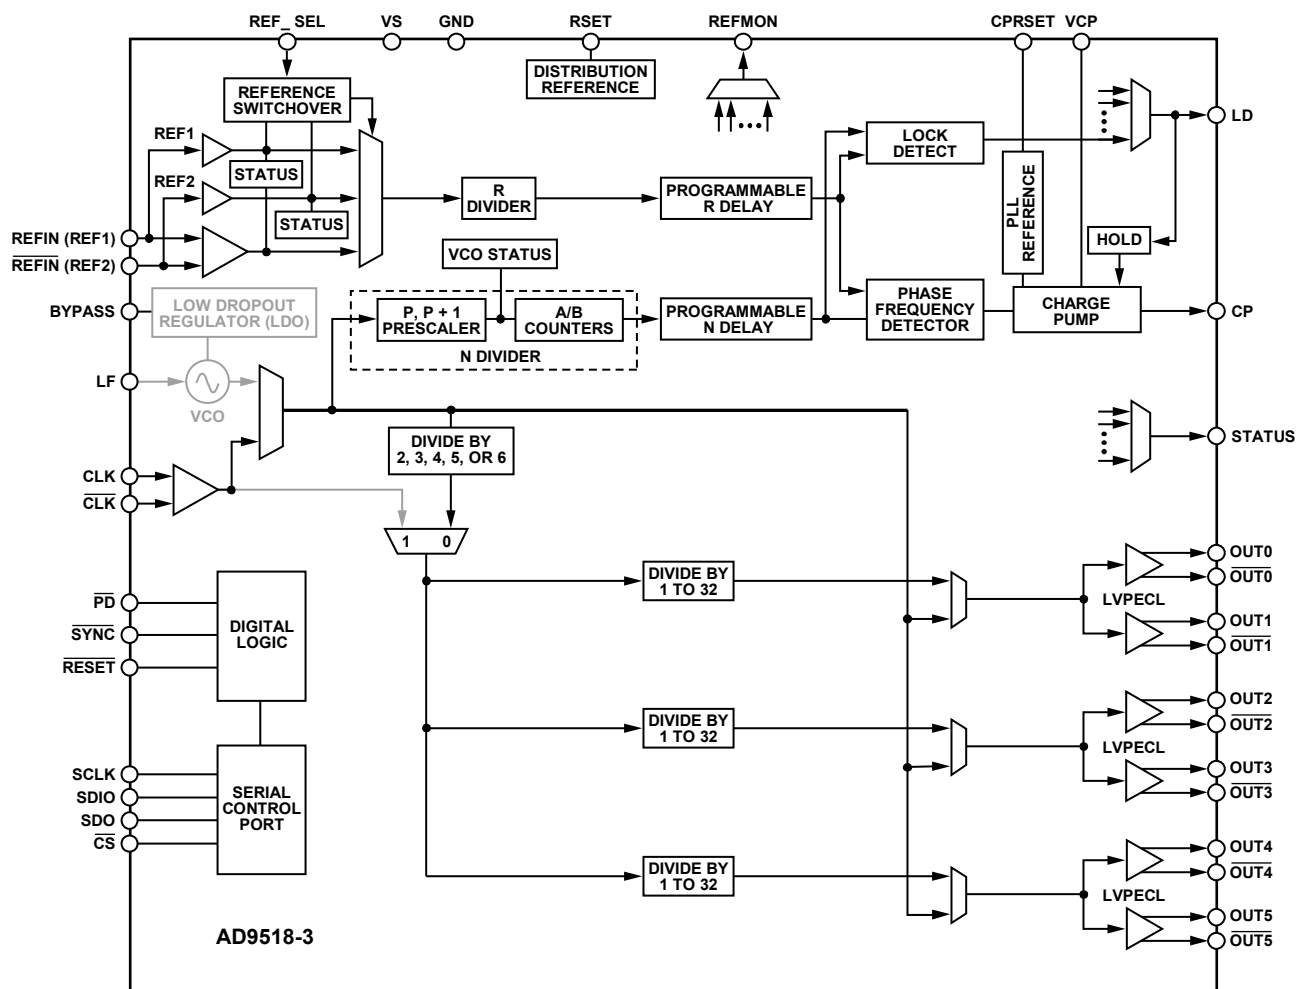 REF_ SEL VS GND RSET REFMON CPRSET VCP
DISTRIBUTION
REFERENCE
REFERENCE
SWITCHOVER
REF1
STATUS
REF2
STATUS
REFIN (REF1)
REFIN (REF2)
BYPASS
LF
LOW DROPOUT
REGULATOR (LDO)
VCO
CLK
CLK
R
DIVIDER
VCO STATUS
P, P + 1
PRESCALER
A/B
COUNTERS
N DIVIDER
PROGRAMMABLE
R DELAY
PROGRAMMABLE
N DELAY
LOCK
DETECT
PHASE
FREQUENCY
DETECTOR
PLL
REFERENCE
HOLD
CHARGE
PUMP
LD
CP
STATUS
DIVIDE BY
2, 3, 4, 5, OR 6
1 0
DIVIDE BY
1 TO 32
LVPECL
OUT0
OUT0
OUT1
OUT1
DIVIDE BY
1 TO 32
LVPECL
OUT2
OUT2
OUT3
OUT3
DIVIDE BY
1 TO 32
LVPECL
OUT4
OUT4
OUT5
OUT5
PD
SYNC
RESET
DIGITAL
LOGIC
SCLK
SDIO
SDO
CS
SERIAL
CONTROL
PORT
AD9518-3